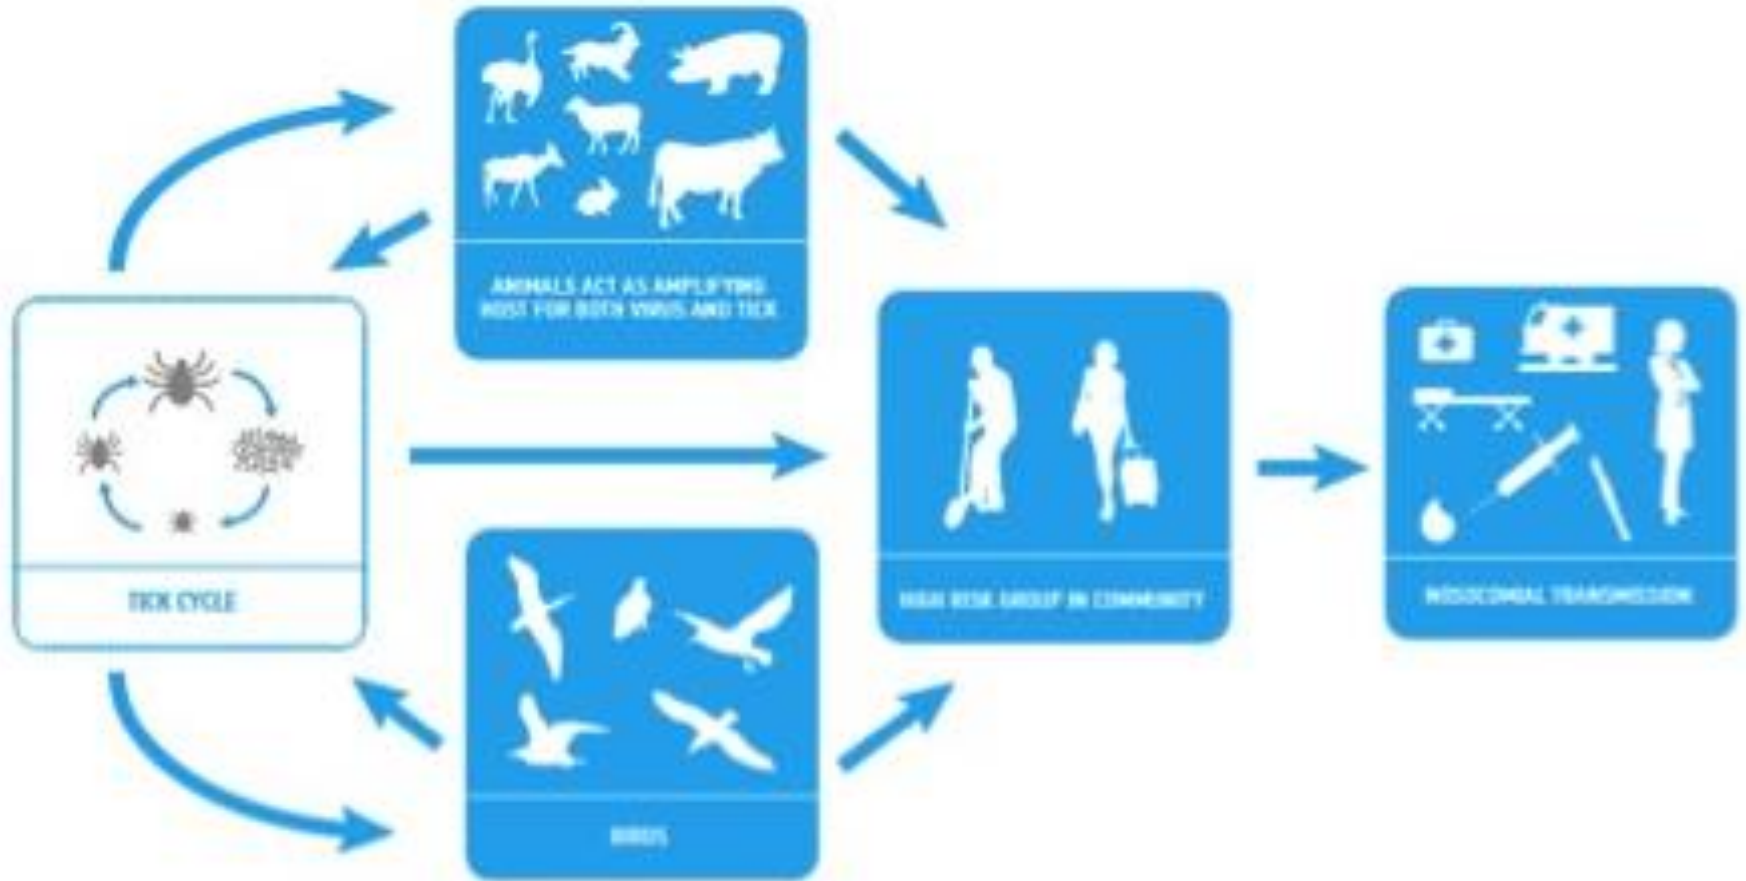 ANIMALS ACT AS AMPLIFYING
HOST FOR BOTH VIRUS AND TICK
TICK CYCLE
HIGH RISK GROUP IN COMMUNITY
NOSOCOMIAL TRANSMISSION
BIRDS